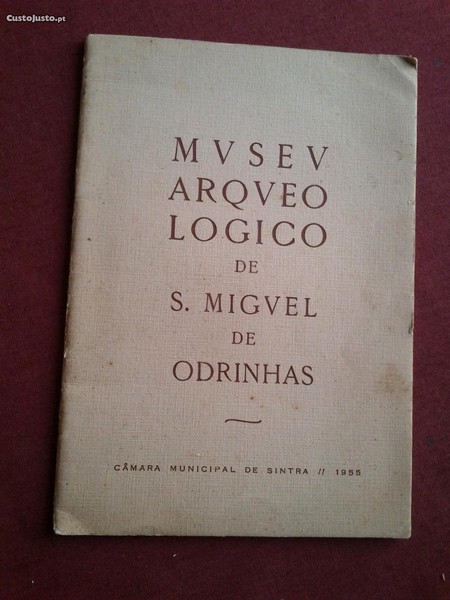 CustoJusto.pt
MVSEV
ARQVEO
LOGICO
DE
S. MIGVEL
DE
ODRINHAS
CÂMARA MUNICIPAL DE SINTRA // 1955